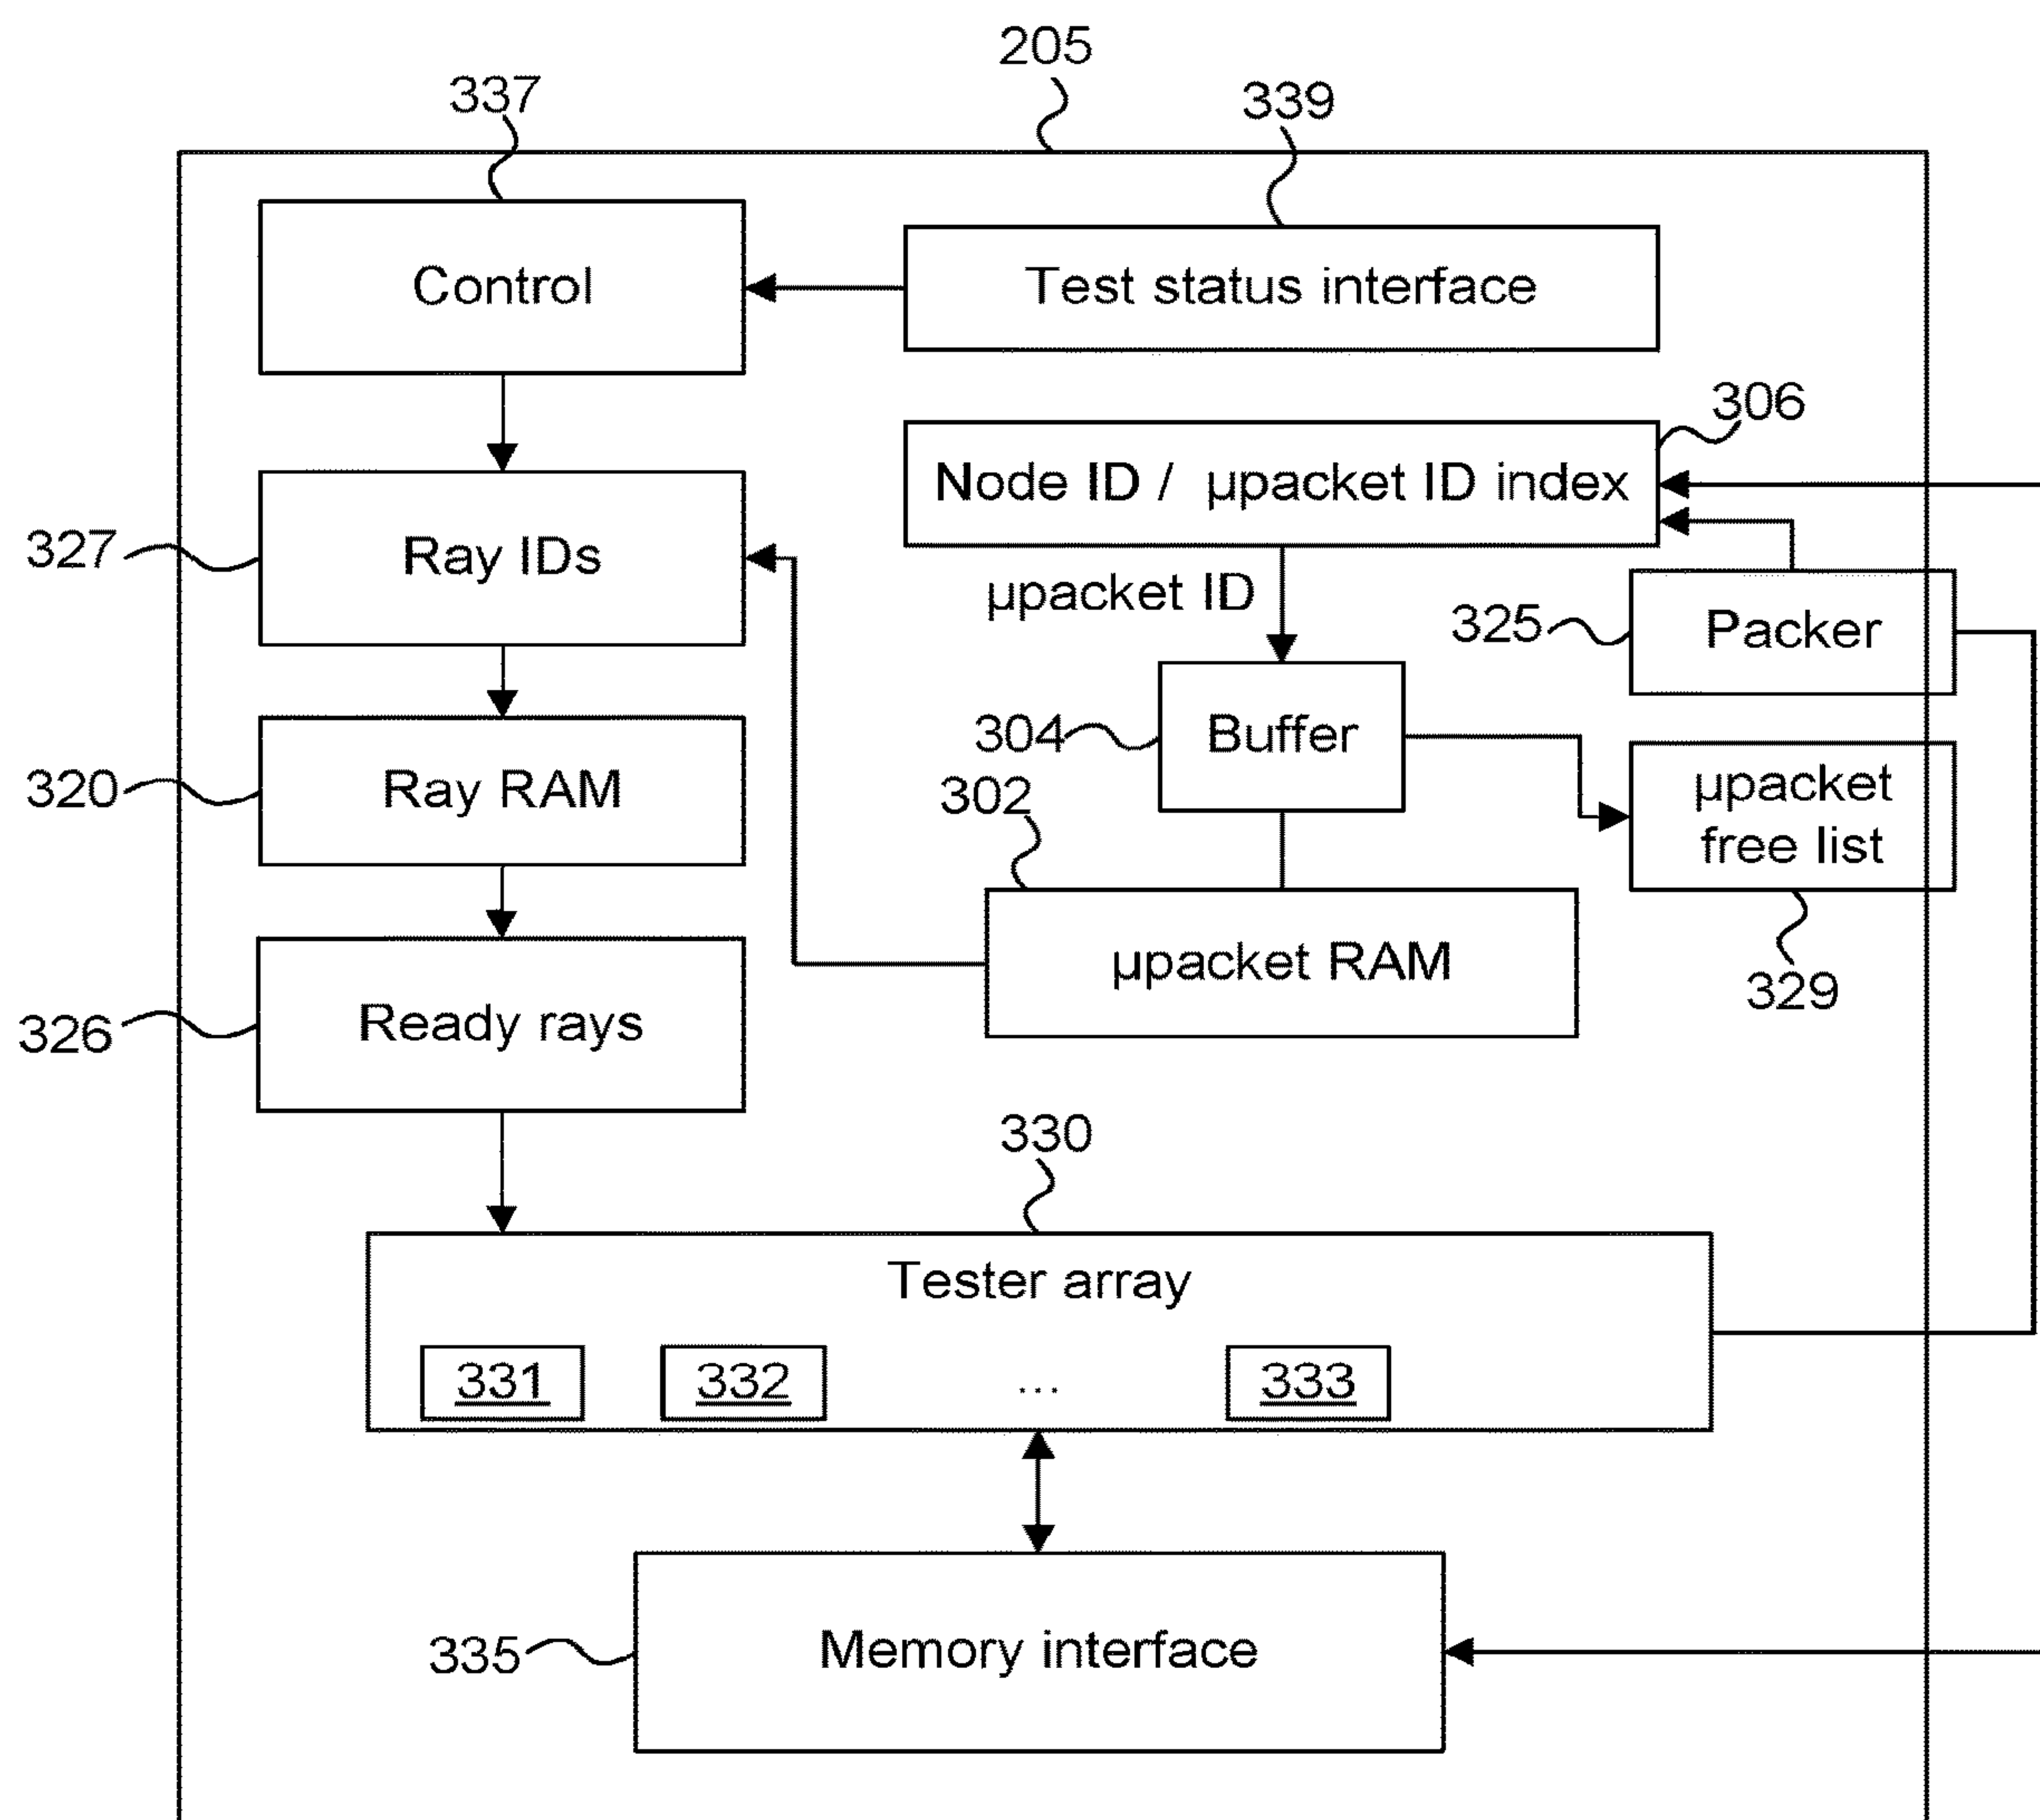 205
337
339
Control
Test status interface
306
Node ID / µpacket ID index
327
Ray IDs
µpacket ID
325
Packer
304
Buffer
320
Ray RAM
302
µpacket
free list
µpacket RAM
329
326
Ready rays
330
Tester array
331
332
...
333
335
Memory interface